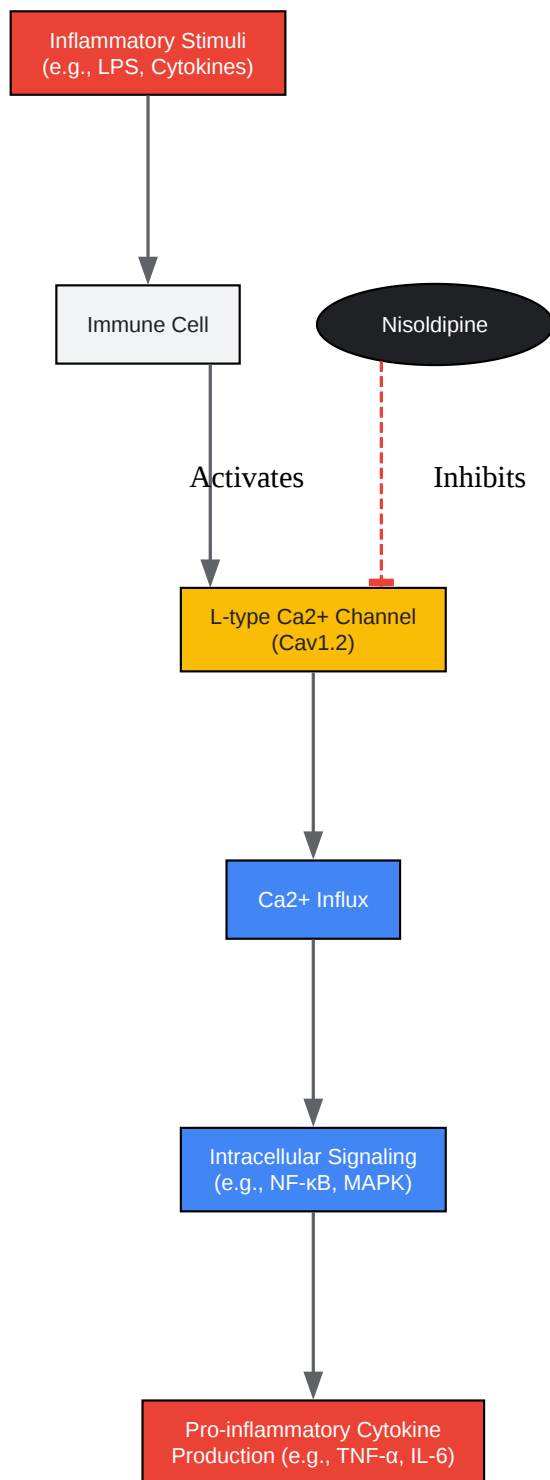 Inflammatory Stimuli
(e.g., LPS, Cytokines)
Immune Cell
Nisoldipine
Activates
Inhibits
L-type Ca2+ Channel
(Cav1.2)
Ca2+ Influx
Intracellular Signaling
(e.g., NF-κB, MAPK)
Pro-inflammatory Cytokine
Production (e.g., TNF-α, IL-6)